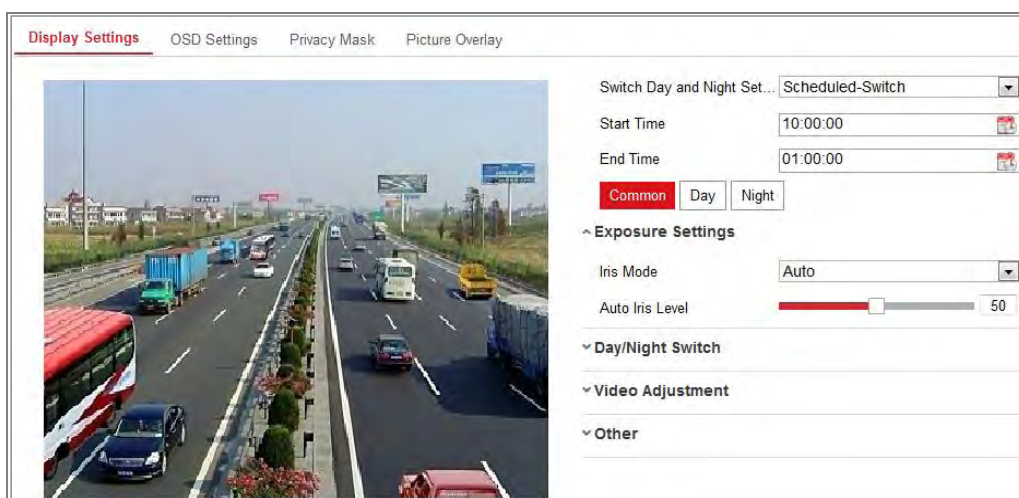 Display Settings OSD Settings Privacy Mask Picture Overlay
Switch Day and Night Set... Scheduled-Switch
Start Time 10:00:00
End Time 01:00:00
Common Day Night
Exposure Settings
Iris Mode Auto
Auto Iris Level 50
Day/Night Switch
Video Adjustment
Other